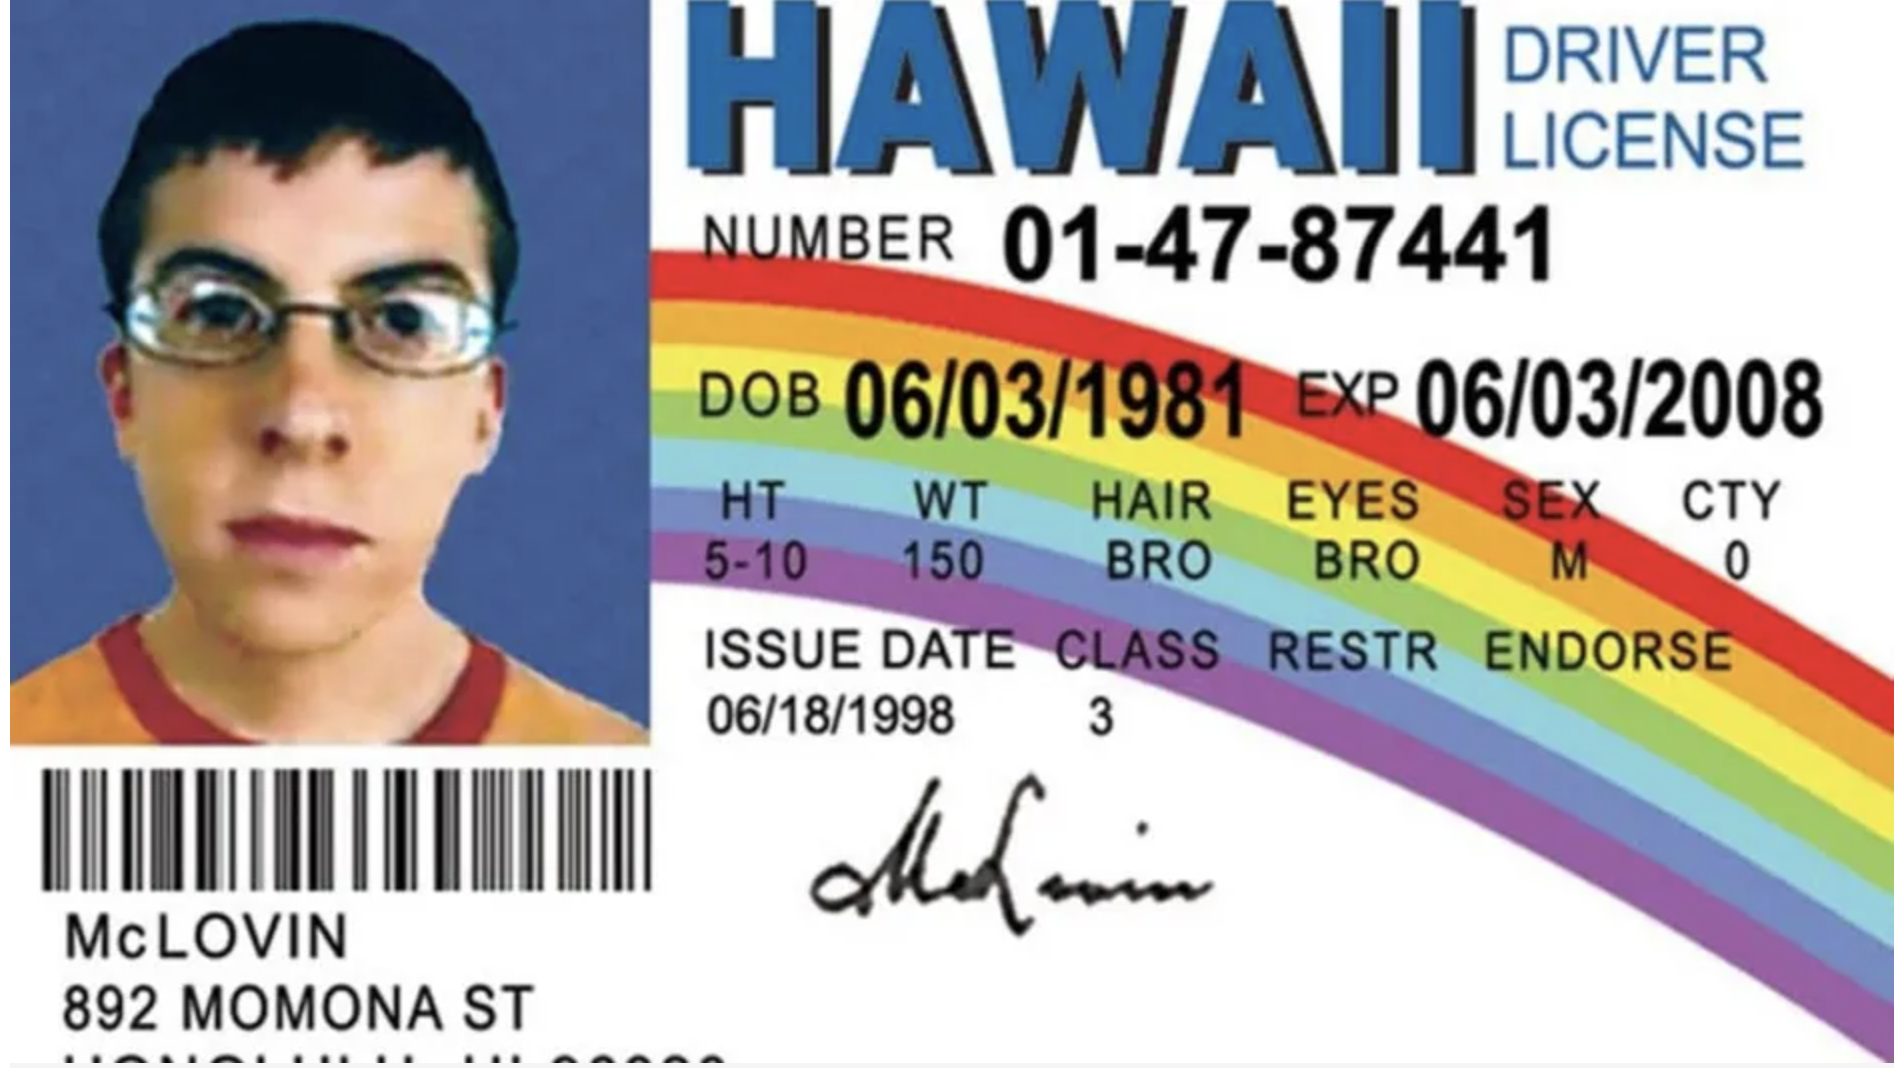 HAWAII DRIVER LICENSE
NUMBER 01-47-87441
DOB 06/03/1981 EXP 06/03/2008
HT WT HAIR EYES SEX CTY
5-10 150 BRO BRO M 0
ISSUE DATE CLASS RESTR ENDORSE
06/18/1998 3
McLovin
McLOVIN
892 MOMONA ST
HONOLULU, HI